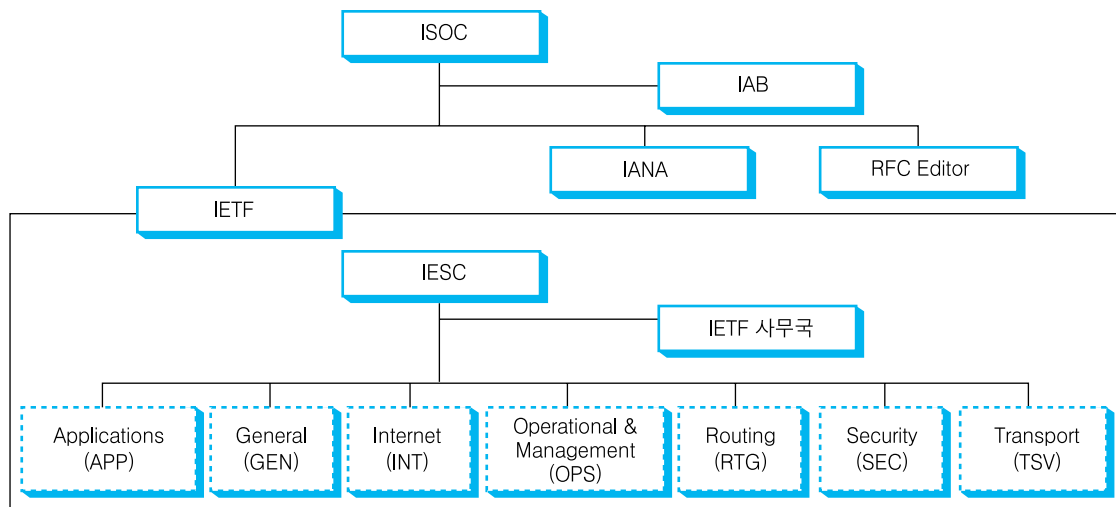 ISOC
IAB
IANA
RFC Editor
IETF
IESC
IETF 사무국
Applications
(APP)
General
(GEN)
Internet
(INT)
Operational &
Management
(OPS)
Routing
(RTG)
Security
(SEC)
Transport
(TSV)